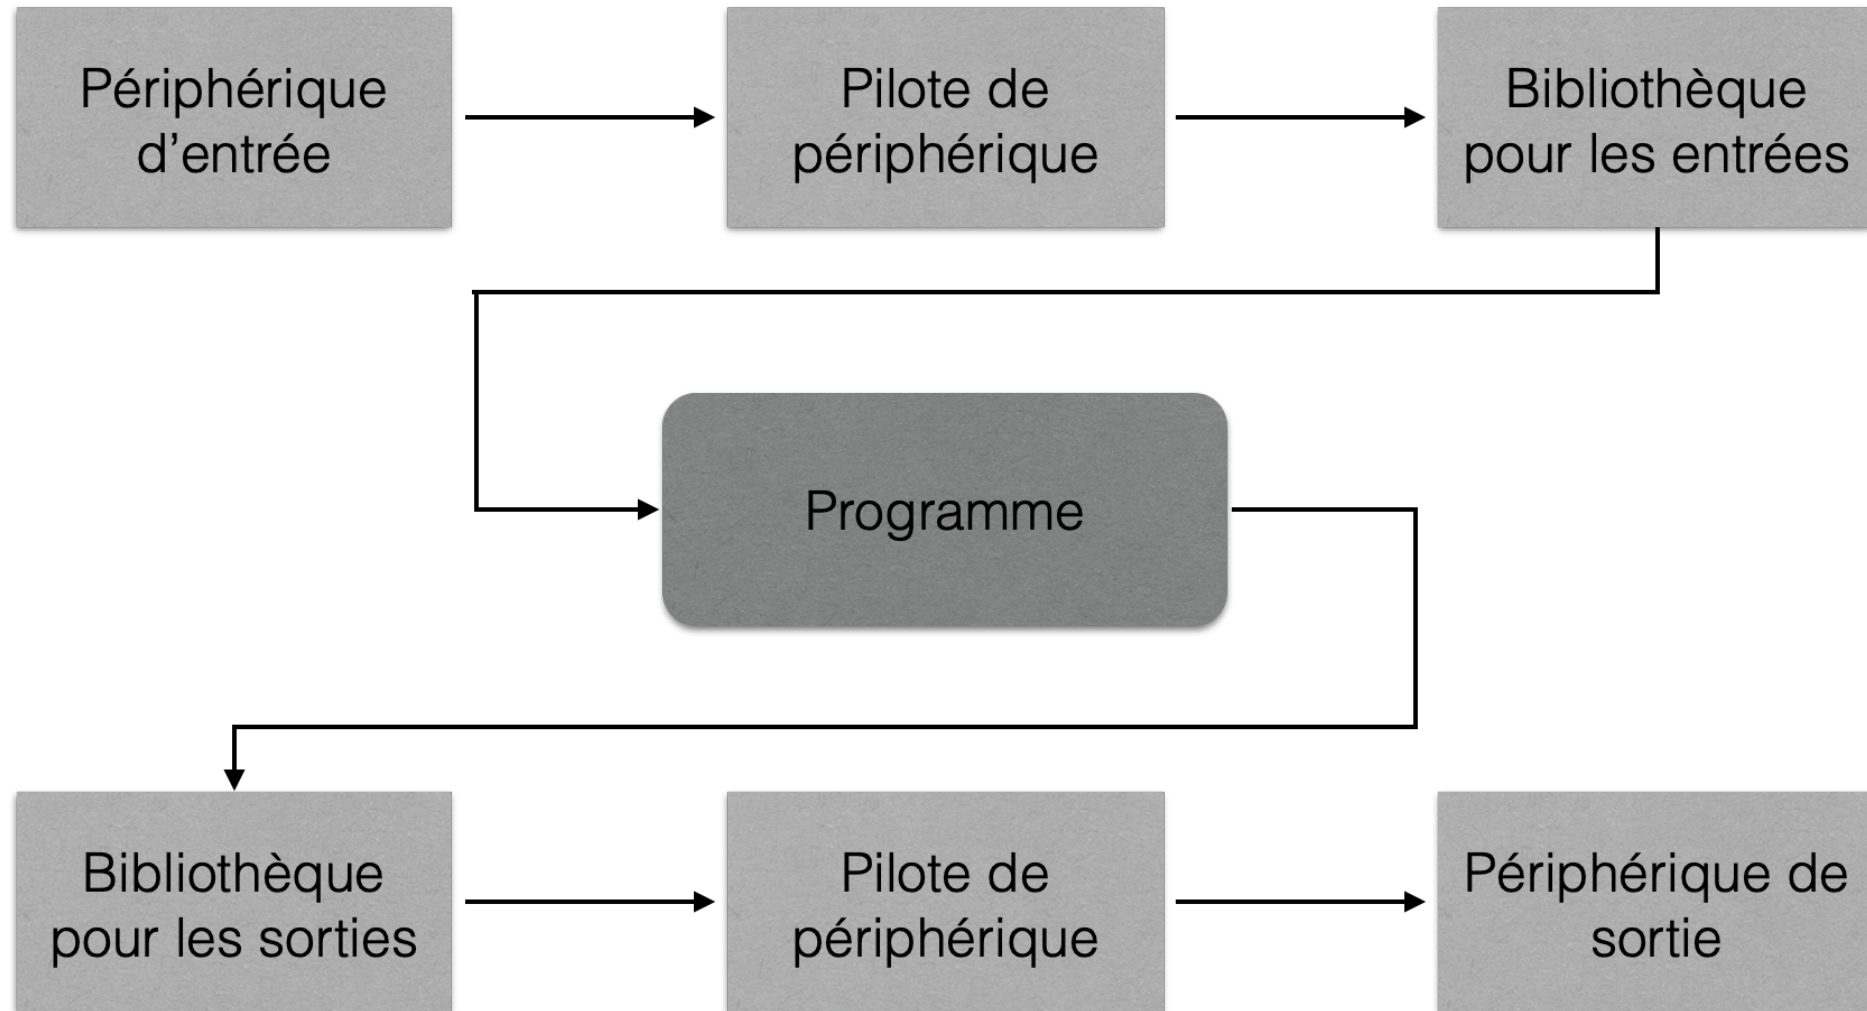 Périphérique
d’entrée
Pilote de
périphérique
Bibliothèque
pour les entrées
Programme
Bibliothèque
pour les sorties
Pilote de
périphérique
Périphérique de
sortie